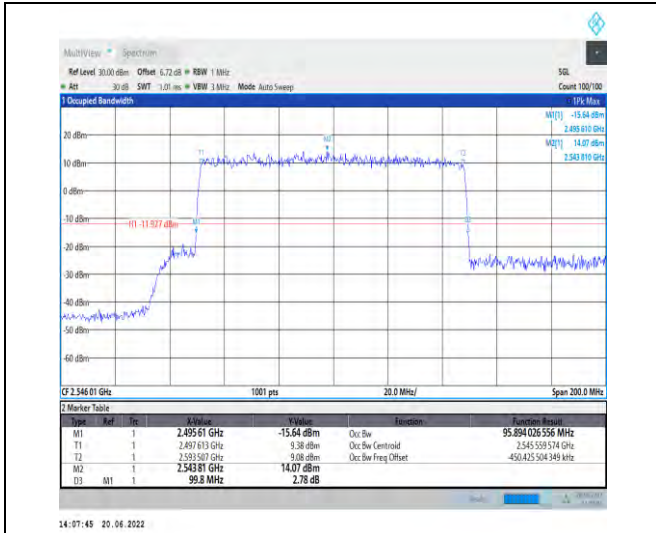 MultiView Spectrum
Ref Level 30.00 dBm Offset 6.72 dB RBW 1 MHz SGL
Att 30 dB SWT 1.01 ms VBW 3 MHz Mode Auto Sweep Count 100/100
1 Occupied Bandwidth 1Pk Max
M1[1] -15.64 dBm
2.495 610 GHz
M2[1] 14.07 dBm
2.543 810 GHz
20 dBm
M2
T1 T2
10 dBm
0 dBm
-10 dBm
H1 -11.927 dBm M1
-20 dBm
-30 dBm
-40 dBm
-50 dBm
-60 dBm
CF 2.546 01 GHz 1001 pts 20.0 MHz/ Span 200.0 MHz
2 Marker Table
Type Ref Trc X-Value Y-Value Function Function Result
M1 1 2.495 61 GHz -15.64 dBm Occ Bw 95.894 026 556 MHz
T1 1 2.497 613 GHz 9.38 dBm Occ Bw Centroid 2.545 559 574 GHz
T2 1 2.593 507 GHz 9.08 dBm Occ Bw Freq Offset -450.425 504 349 kHz
M2 1 2.543 81 GHz 14.07 dBm
D3 M1 1 99.8 MHz 2.78 dB
14:07:45 20.06.2022